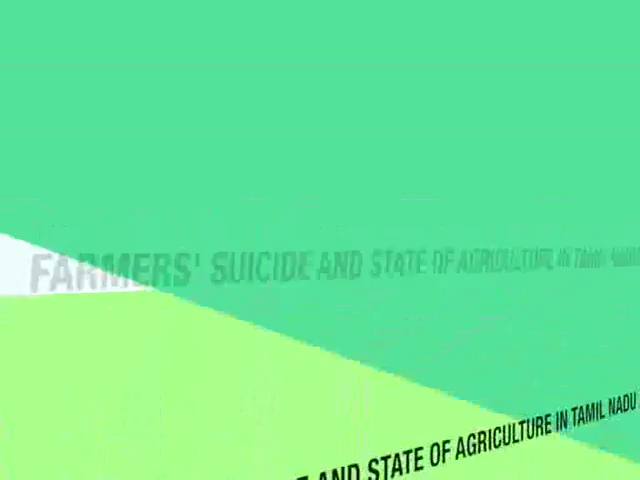 FARMERS' SUICIDE AND STATE OF AGRICULTURE IN TAMIL NADU
AND STATE OF AGRICULTURE IN TAMIL NADU